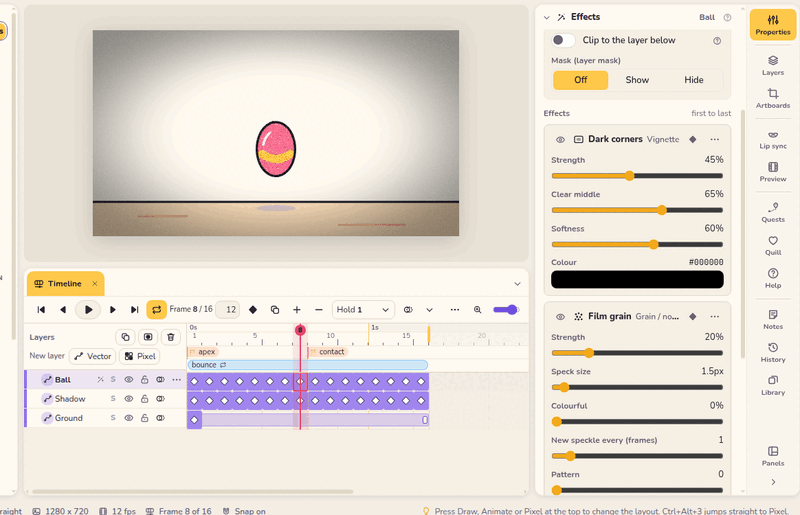 Effects
Ball
Properties
Clip to the layer below
Mask (layer mask)
Off
Show
Hide
Layers
Artboards
Effects
first to last
Lip sync
Dark corners
Vignette
Strength
45%
Preview
Clear middle
65%
Quests
Softness
60%
Quill
Colour
#000000
Help
Timeline
Film grain
Grain / no...
Frame 8 / 16
12
Hold 1
Strength
20%
Notes
Layers
0s
1s
1
5
8
10
15
20
Speck size
1.5px
History
New layer
Vector
Pixel
apex
contact
bounce
Colourful
0%
Library
Ball
S
Shadow
S
New speckle every (frames)
1
Ground
S
Pattern
0
Panels
1280 x 720
12 fps
Frame 8 of 16
Snap on
Press Draw, Animate or Pixel at the top to change the layout. Ctrl+Alt+3 jumps straight to Pixel.